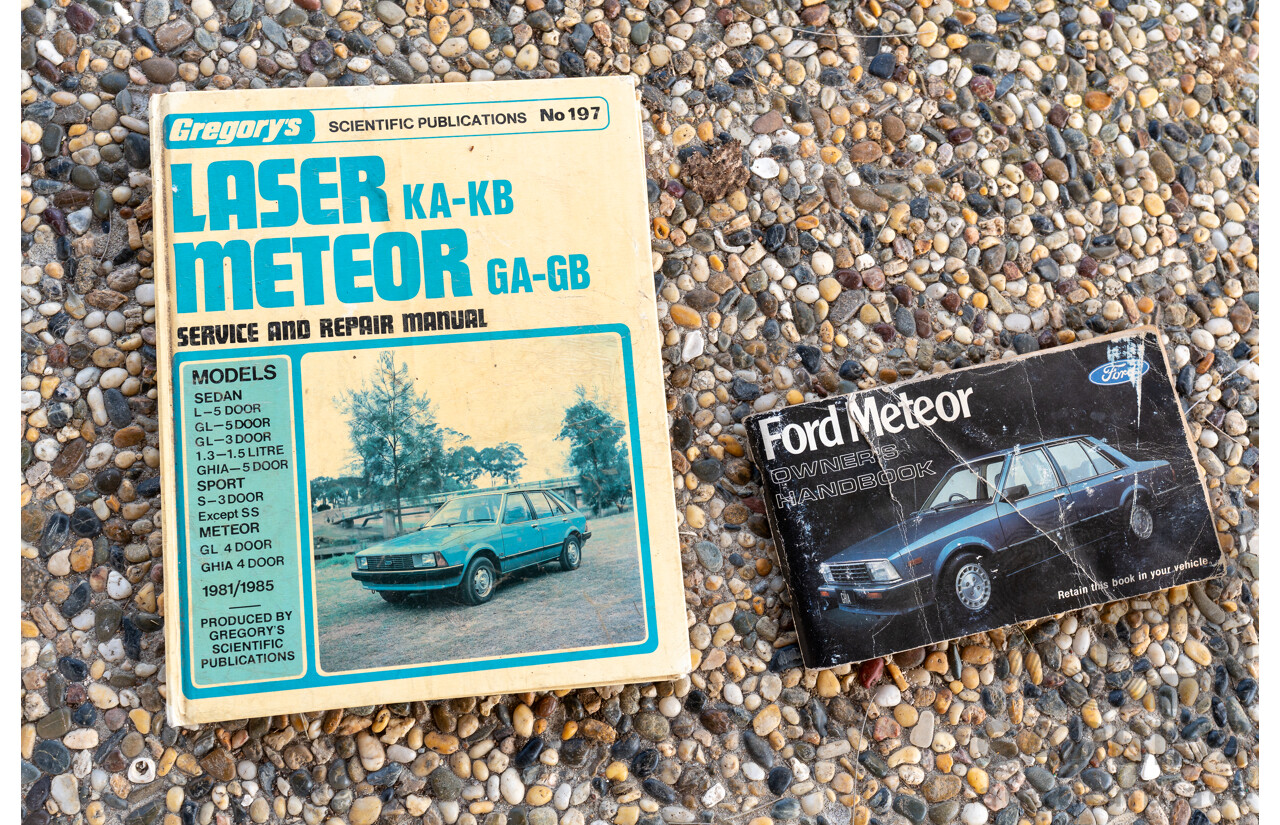 Gregory's SCIENTIFIC PUBLICATIONS No 197
LASER KA-KB
METEOR GA-GB
SERVICE AND REPAIR MANUAL
MODELS
SEDAN
L-5 DOOR
GL-5 DOOR
GL-3 DOOR
1.3-1.5 LITRE
GHIA-5 DOOR
SPORT
S-3 DOOR
Except SS
METEOR
GL 4 DOOR
GHIA 4 DOOR
1981/1985
PRODUCED BY
GREGORY'S
SCIENTIFIC
PUBLICATIONS
Ford
Ford Meteor
OWNER'S
HANDBOOK
Retain this book in your vehicle.